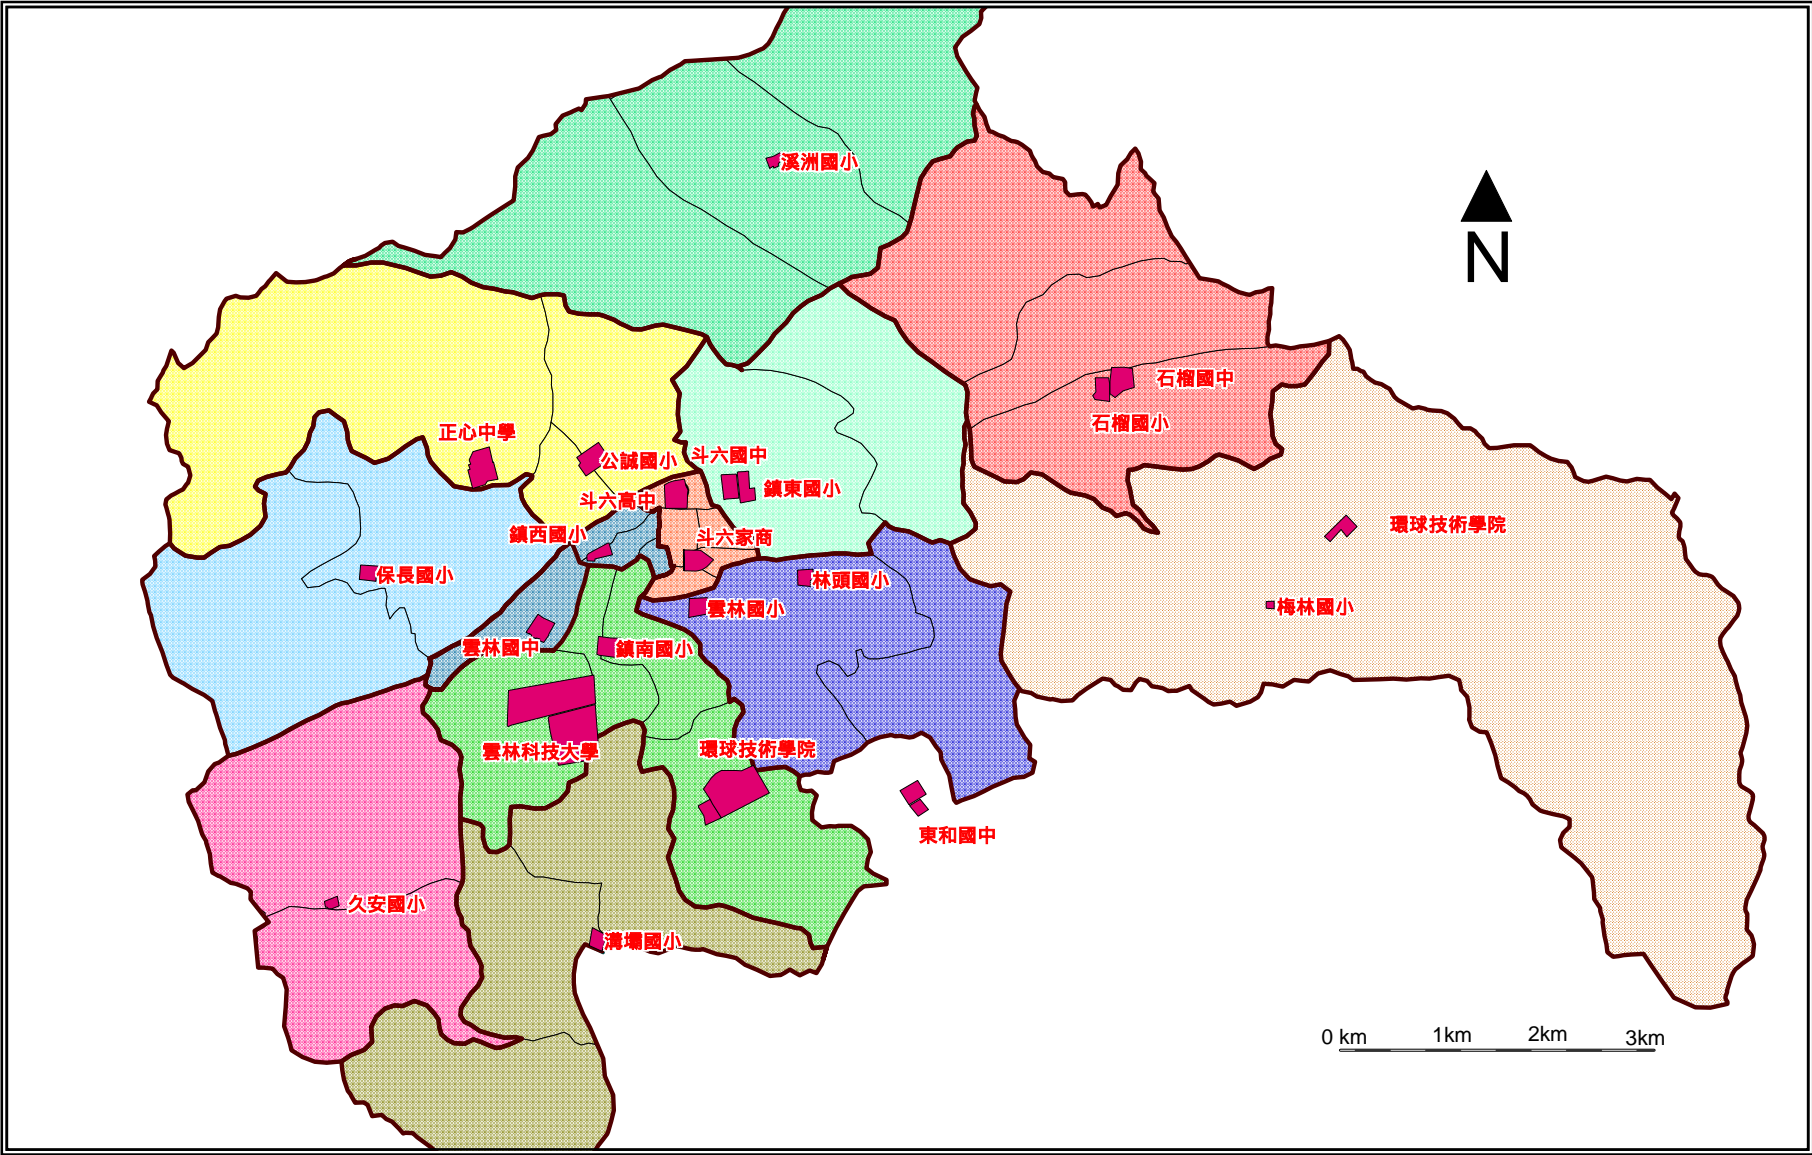 溪洲國小
N
石榴國中
石榴國小
正心中學
公誠國小
斗六國中
鎮東國小
斗六高中
環球技術學院
鎮西國小
斗六家商
保長國小
林頭國小
雲林國小
梅林國小
雲林國中
鎮南國小
雲林科技大學
環球技術學院
東和國中
久安國小
溝壩國小
0 km
1km
2km
3km